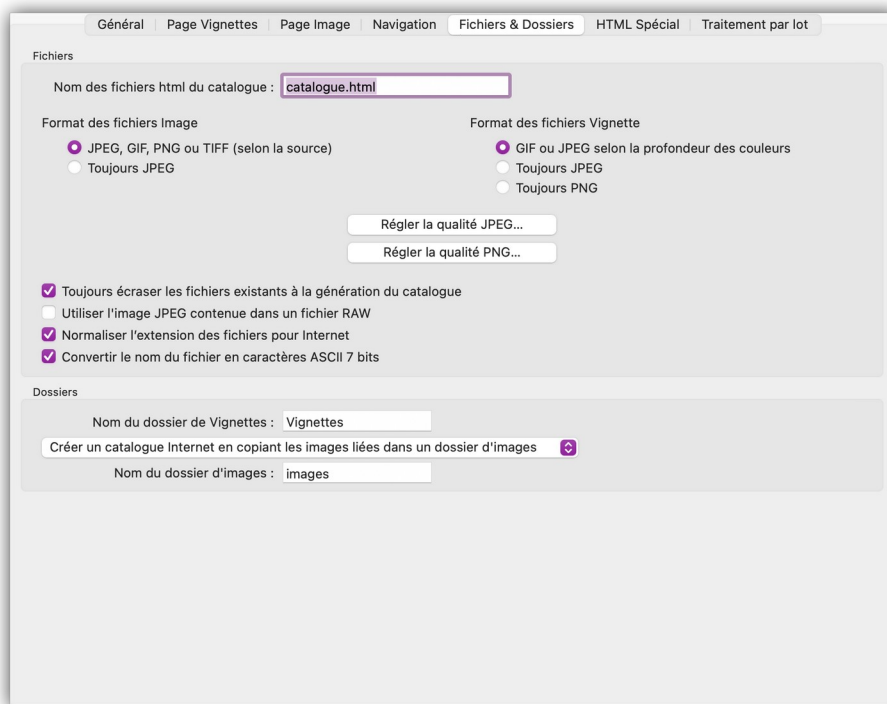 Général Page Vignettes Page Image Navigation Fichiers & Dossiers HTML Spécial Traitement par lot
Fichiers
Nom des fichiers html du catalogue : catalogue.html
Format des fichiers Image
JPEG, GIF, PNG ou TIFF (selon la source)
Toujours JPEG
Format des fichiers Vignette
GIF ou JPEG selon la profondeur des couleurs
Toujours JPEG
Toujours PNG
Régler la qualité JPEG...
Régler la qualité PNG...
Toujours écraser les fichiers existants à la génération du catalogue
Utiliser l'image JPEG contenue dans un fichier RAW
Normaliser l'extension des fichiers pour Internet
Convertir le nom du fichier en caractères ASCII 7 bits
Dossiers
Nom du dossier de Vignettes : Vignettes
Créer un catalogue Internet en copiant les images liées dans un dossier d'images
Nom du dossier d'images : images